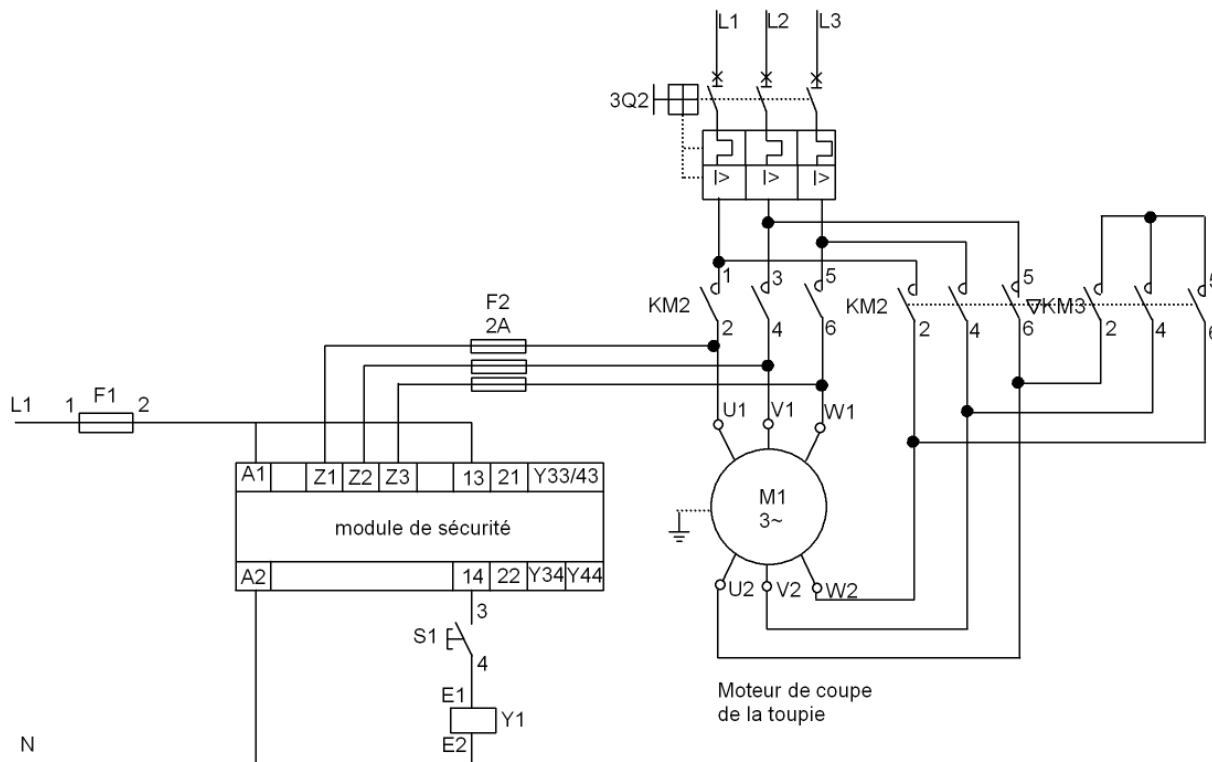 L1 L2 L3
3Q2
I> I> I>
1 3 5 5 5
KM2 KM2 KM3
2 4 6 2 4 6 2 4 6
F2
2A
L1 1 F1 2
U1 V1 W1
A1 Z1 Z2 Z3 13 21 Y33/43
M1
3~
module de sécurité
A2 14 22 Y34 Y44
U2 V2 W2
3
S1
4
E1
Y1
E2
Moteur de coupe
de la toupie
N